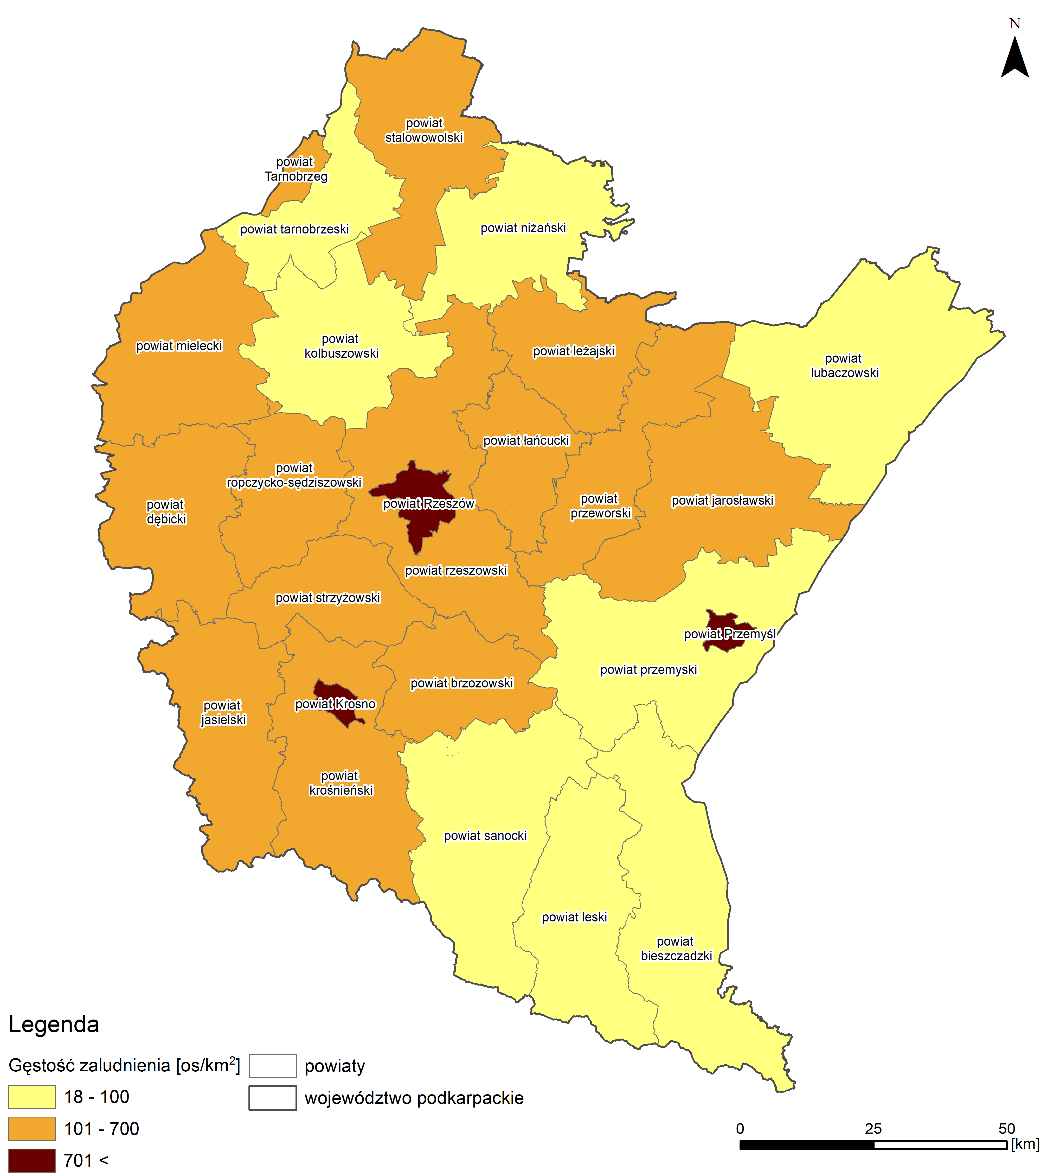 N
powiat
stalowowolski
powiat
Tarnobrzeg
powiat tarnobrzeski
powiat niżański
powiat mielecki
powiat
kolbuszowski
powiat leżajski
powiat
lubaczowski
powiat łańcucki
powiat
ropczycko-sędziszowski
powiat
dębicki
powiat Rzeszów
powiat
przeworski
powiat jarosławski
powiat rzeszowski
powiat strzyżowski
powiat Przemyśl
powiat przemyski
powiat brzozowski
powiat Krosno
powiat
jasielski
powiat
krośnieński
powiat sanocki
powiat leski
powiat
bieszczadzki
Legenda
Gęstość zaludnienia [os/km²]
18 - 100
101 - 700
701 <
powiaty
województwo podkarpackie
0 25 50
[km]